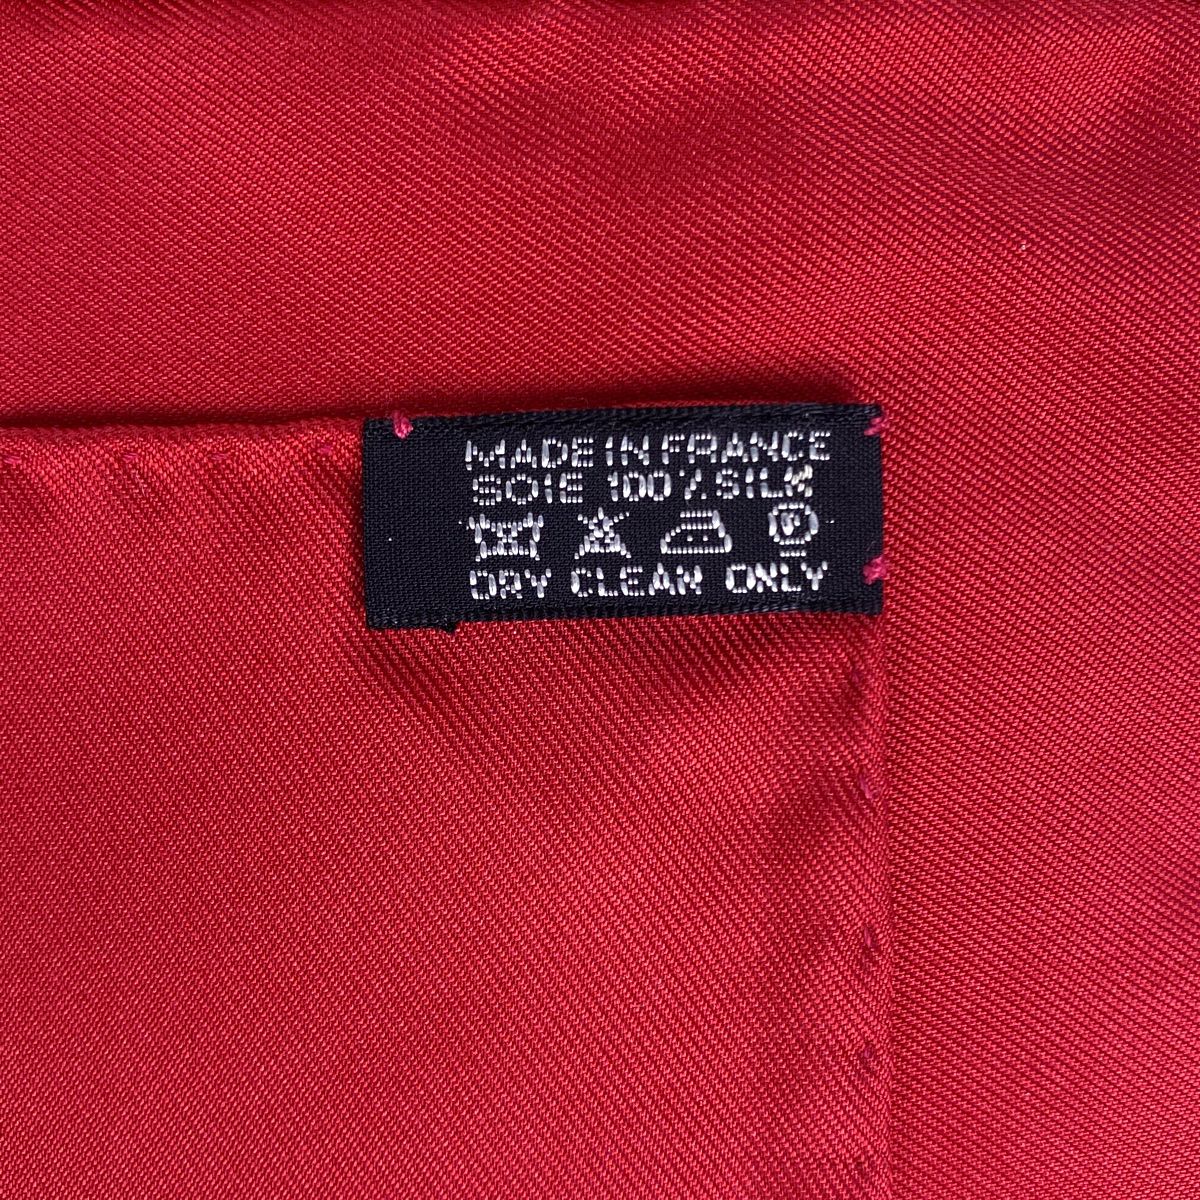 MADE IN FRANCE
SOIE 100% SILK
P
DRY CLEAN ONLY